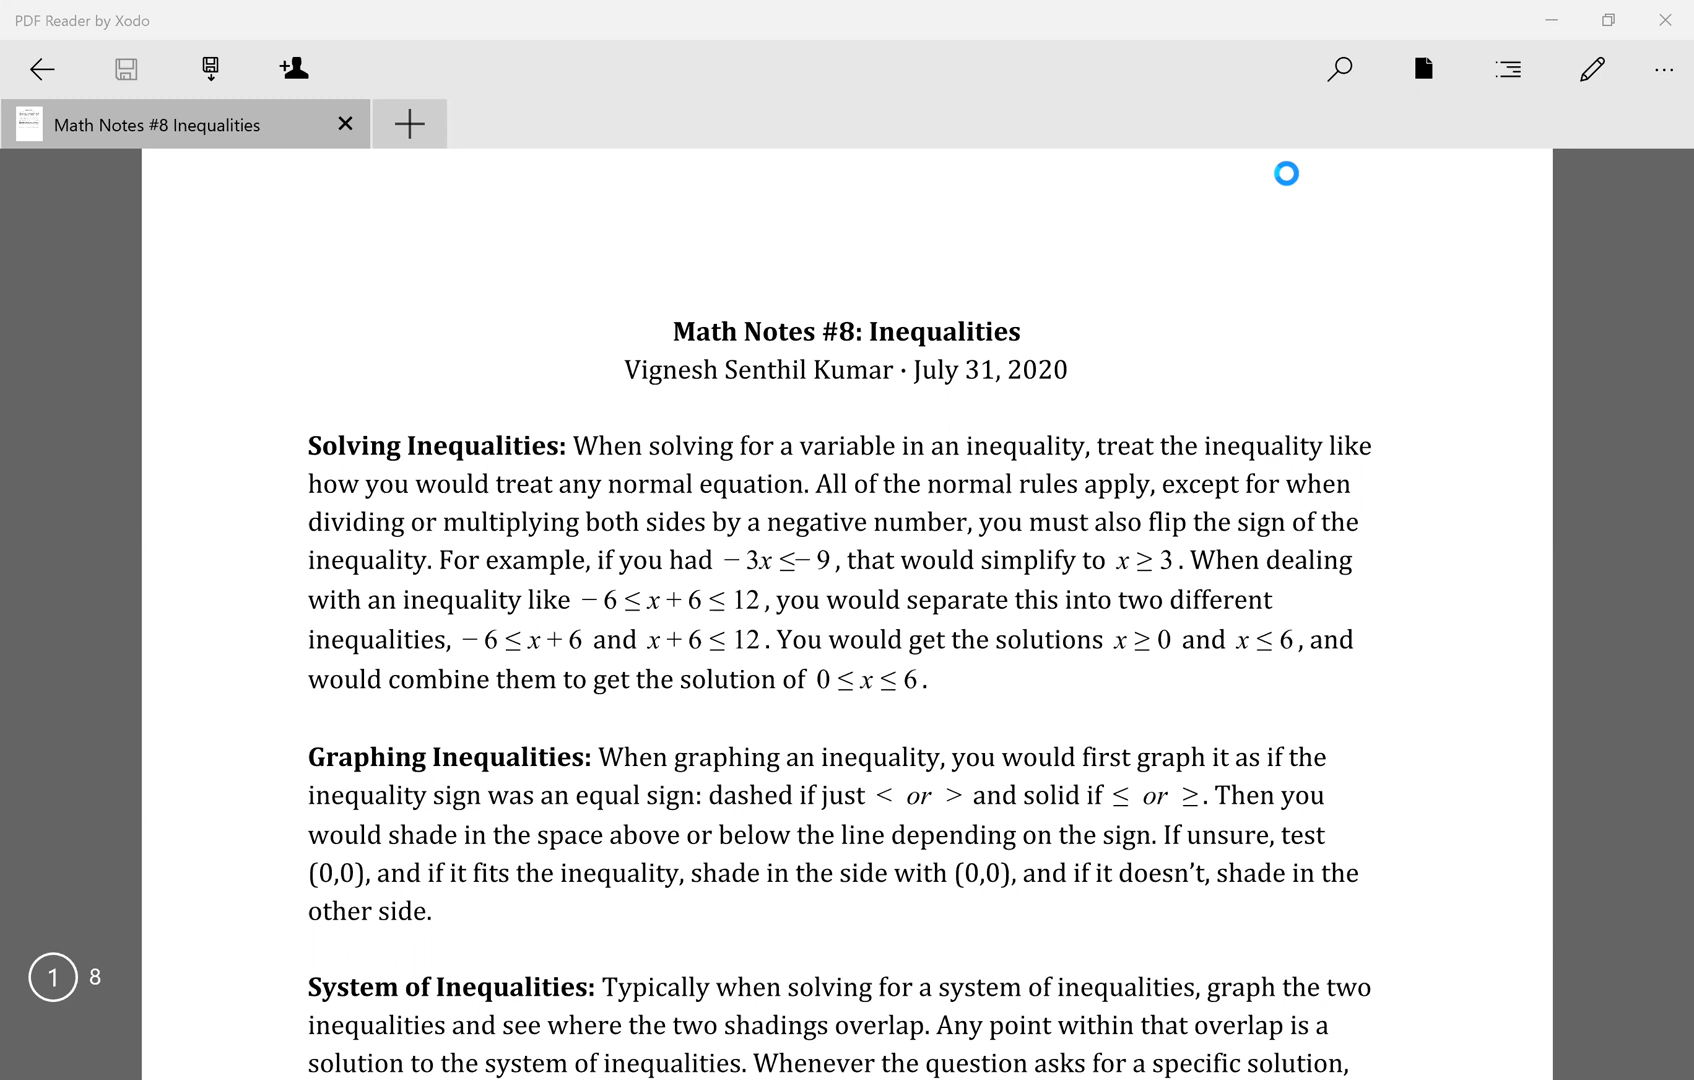 PDF Reader by Xodo
Math Notes #8 Inequalities
Math Notes #8: Inequalities
Vignesh Senthil Kumar · July 31, 2020
Solving Inequalities: When solving for a variable in an inequality, treat the inequality like
how you would treat any normal equation. All of the normal rules apply, except for when
dividing or multiplying both sides by a negative number, you must also flip the sign of the
inequality. For example, if you had − 3x ≤− 9, that would simplify to x ≥ 3. When dealing
with an inequality like − 6 ≤ x + 6 ≤ 12, you would separate this into two different
inequalities, − 6 ≤ x + 6 and x + 6 ≤ 12. You would get the solutions x ≥ 0 and x ≤ 6, and
would combine them to get the solution of 0 ≤ x ≤ 6.
Graphing Inequalities: When graphing an inequality, you would first graph it as if the
inequality sign was an equal sign: dashed if just < or > and solid if ≤ or ≥. Then you
would shade in the space above or below the line depending on the sign. If unsure, test
(0,0), and if it fits the inequality, shade in the side with (0,0), and if it doesn’t, shade in the
other side.
1 8
System of Inequalities: Typically when solving for a system of inequalities, graph the two
inequalities and see where the two shadings overlap. Any point within that overlap is a
solution to the system of inequalities. Whenever the question asks for a specific solution,